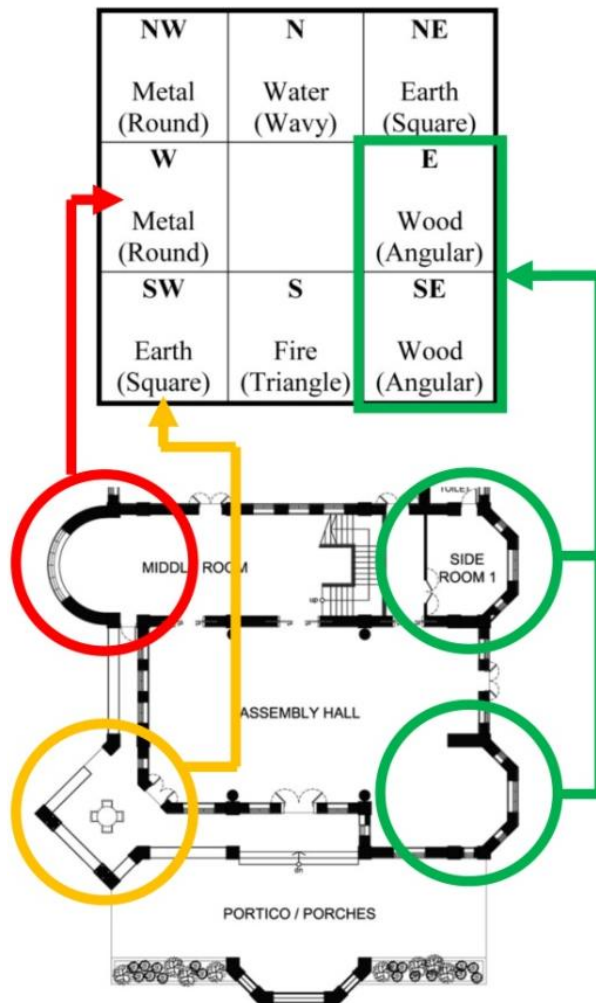 NW N NE
Metal Water Earth
(Round) (Wavy) (Square)
W E
Metal Wood
(Round) (Angular)
SW S SE
Earth Fire Wood
(Square) (Triangle) (Angular)
MIDDLE ROOM
SIDE
ROOM 1
ASSEMBLY HALL
PORTICO / PORCHES